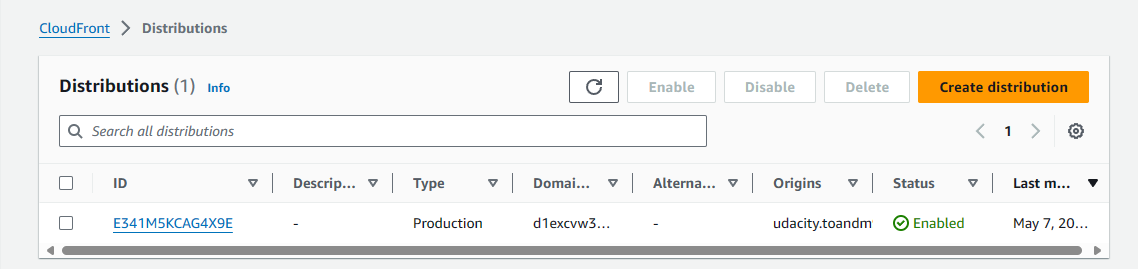 CloudFront > Distributions
Distributions (1) Info Enable Disable Delete Create distribution
Search all distributions 1
ID Descrip... Type Domai... Alterna... Origins Status Last m...
E341M5KCAG4X9E - Production d1excvw3... - udacity.toandm Enabled May 7, 20...